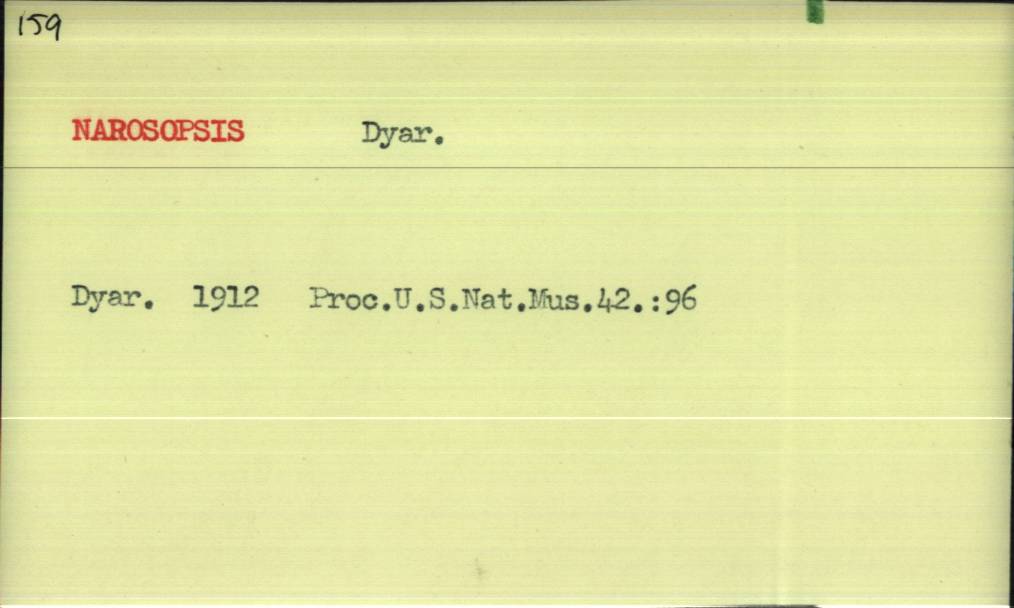 159
NAROSOPSIS Dyar.
Dyar. 1912 Proc.U.S.Nat.Mus.42.:96